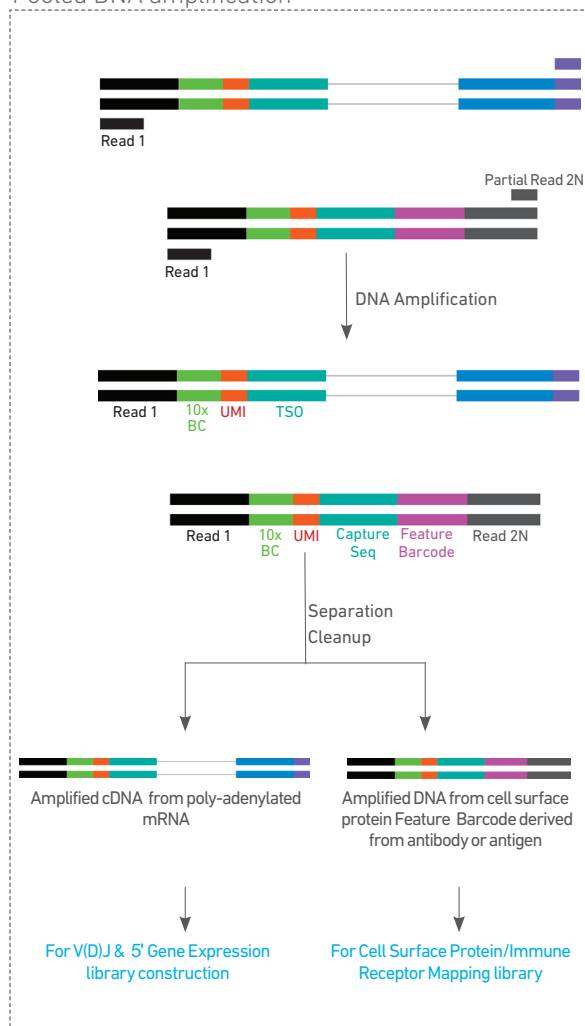 Pooled DNA amplification
Read 1
Partial Read 2N
Read 1
DNA Amplification
Read 1 10x BC UMI TSO
Read 1 10x BC UMI Capture Seq Feature Barcode Read 2N
Separation
Cleanup
Amplified cDNA from poly-adenylated
mRNA
Amplified DNA from cell surface
protein Feature Barcode derived
from antibody or antigen
For V(D)J & 5' Gene Expression
library construction
For Cell Surface Protein/Immune
Receptor Mapping library